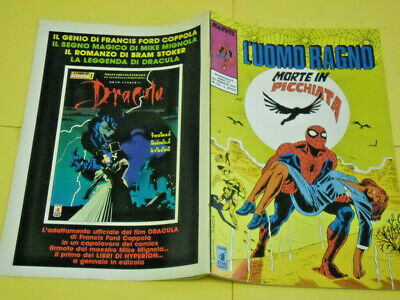 IL GENIO DI FRANCIS FORD COPPOLA
IL SEGNO MAGICO DI MIKE MIGNOLA
IL ROMANZO DI BRAM STOKER
LA LEGGENDA DI DRACULA
Dracula
L'adattamento ufficiale del film DRACULA
di Francis Ford Coppola
in un capolavoro del comics
firmato dal maestro Mike Mignola...
il primo dei LIBRI DI HYPERION...
a gennaio in edicola
MARVEL
L'UOMO RAGNO
MORTE IN
PICCHIATA